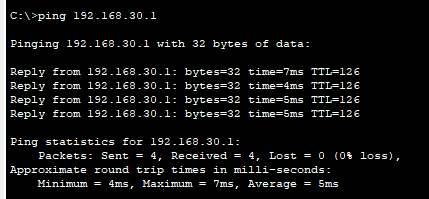 C:\>ping 192.168.30.1
Pinging 192.168.30.1 with 32 bytes of data:
Reply from 192.168.30.1: bytes=32 time=7ms TTL=126
Reply from 192.168.30.1: bytes=32 time=4ms TTL=126
Reply from 192.168.30.1: bytes=32 time=5ms TTL=126
Reply from 192.168.30.1: bytes=32 time=5ms TTL=126
Ping statistics for 192.168.30.1:
Packets: Sent = 4, Received = 4, Lost = 0 (0% loss),
Approximate round trip times in milli-seconds:
Minimum = 4ms, Maximum = 7ms, Average = 5ms